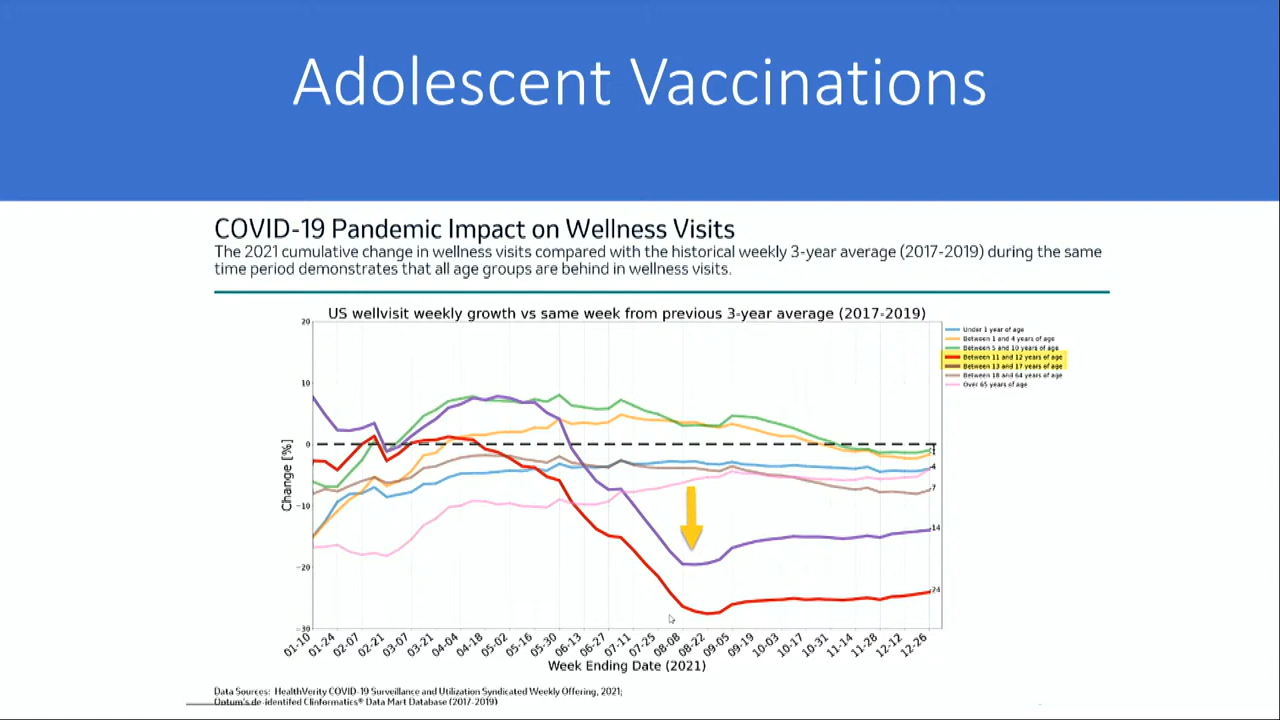 Adolescent Vaccinations
COVID-19 Pandemic Impact on Wellness Visits
The 2021 cumulative change in wellness visits compared with the historical weekly 3-year average (2017-2019) during the same
time period demonstrates that all age groups are behind in wellness visits.
US wellvisit weekly growth vs same week from previous 3-year average (2017-2019)
20
10
0
−10
−20
−30
Change [%]
Under 1 year of age
Between 1 and 4 years of age
Between 5 and 10 years of age
Between 11 and 12 years of age
Between 13 and 17 years of age
Between 18 and 64 years of age
Over 65 years of age
-1
-4
-7
-14
-24
01-10 01-24 02-07 02-21 03-07 03-21 04-04 04-18 05-02 05-16 05-30 06-13 06-27 07-11 07-25 08-08 08-22 09-05 09-19 10-03 10-17 10-31 11-14 11-28 12-12 12-26
Week Ending Date (2021)
Data Sources: HealthVerity COVID-19 Surveillance and Utilization Syndicated Weekly Offering, 2021;
Optum's de-identifed Clinformatics® Data Mart Database (2017-2019)